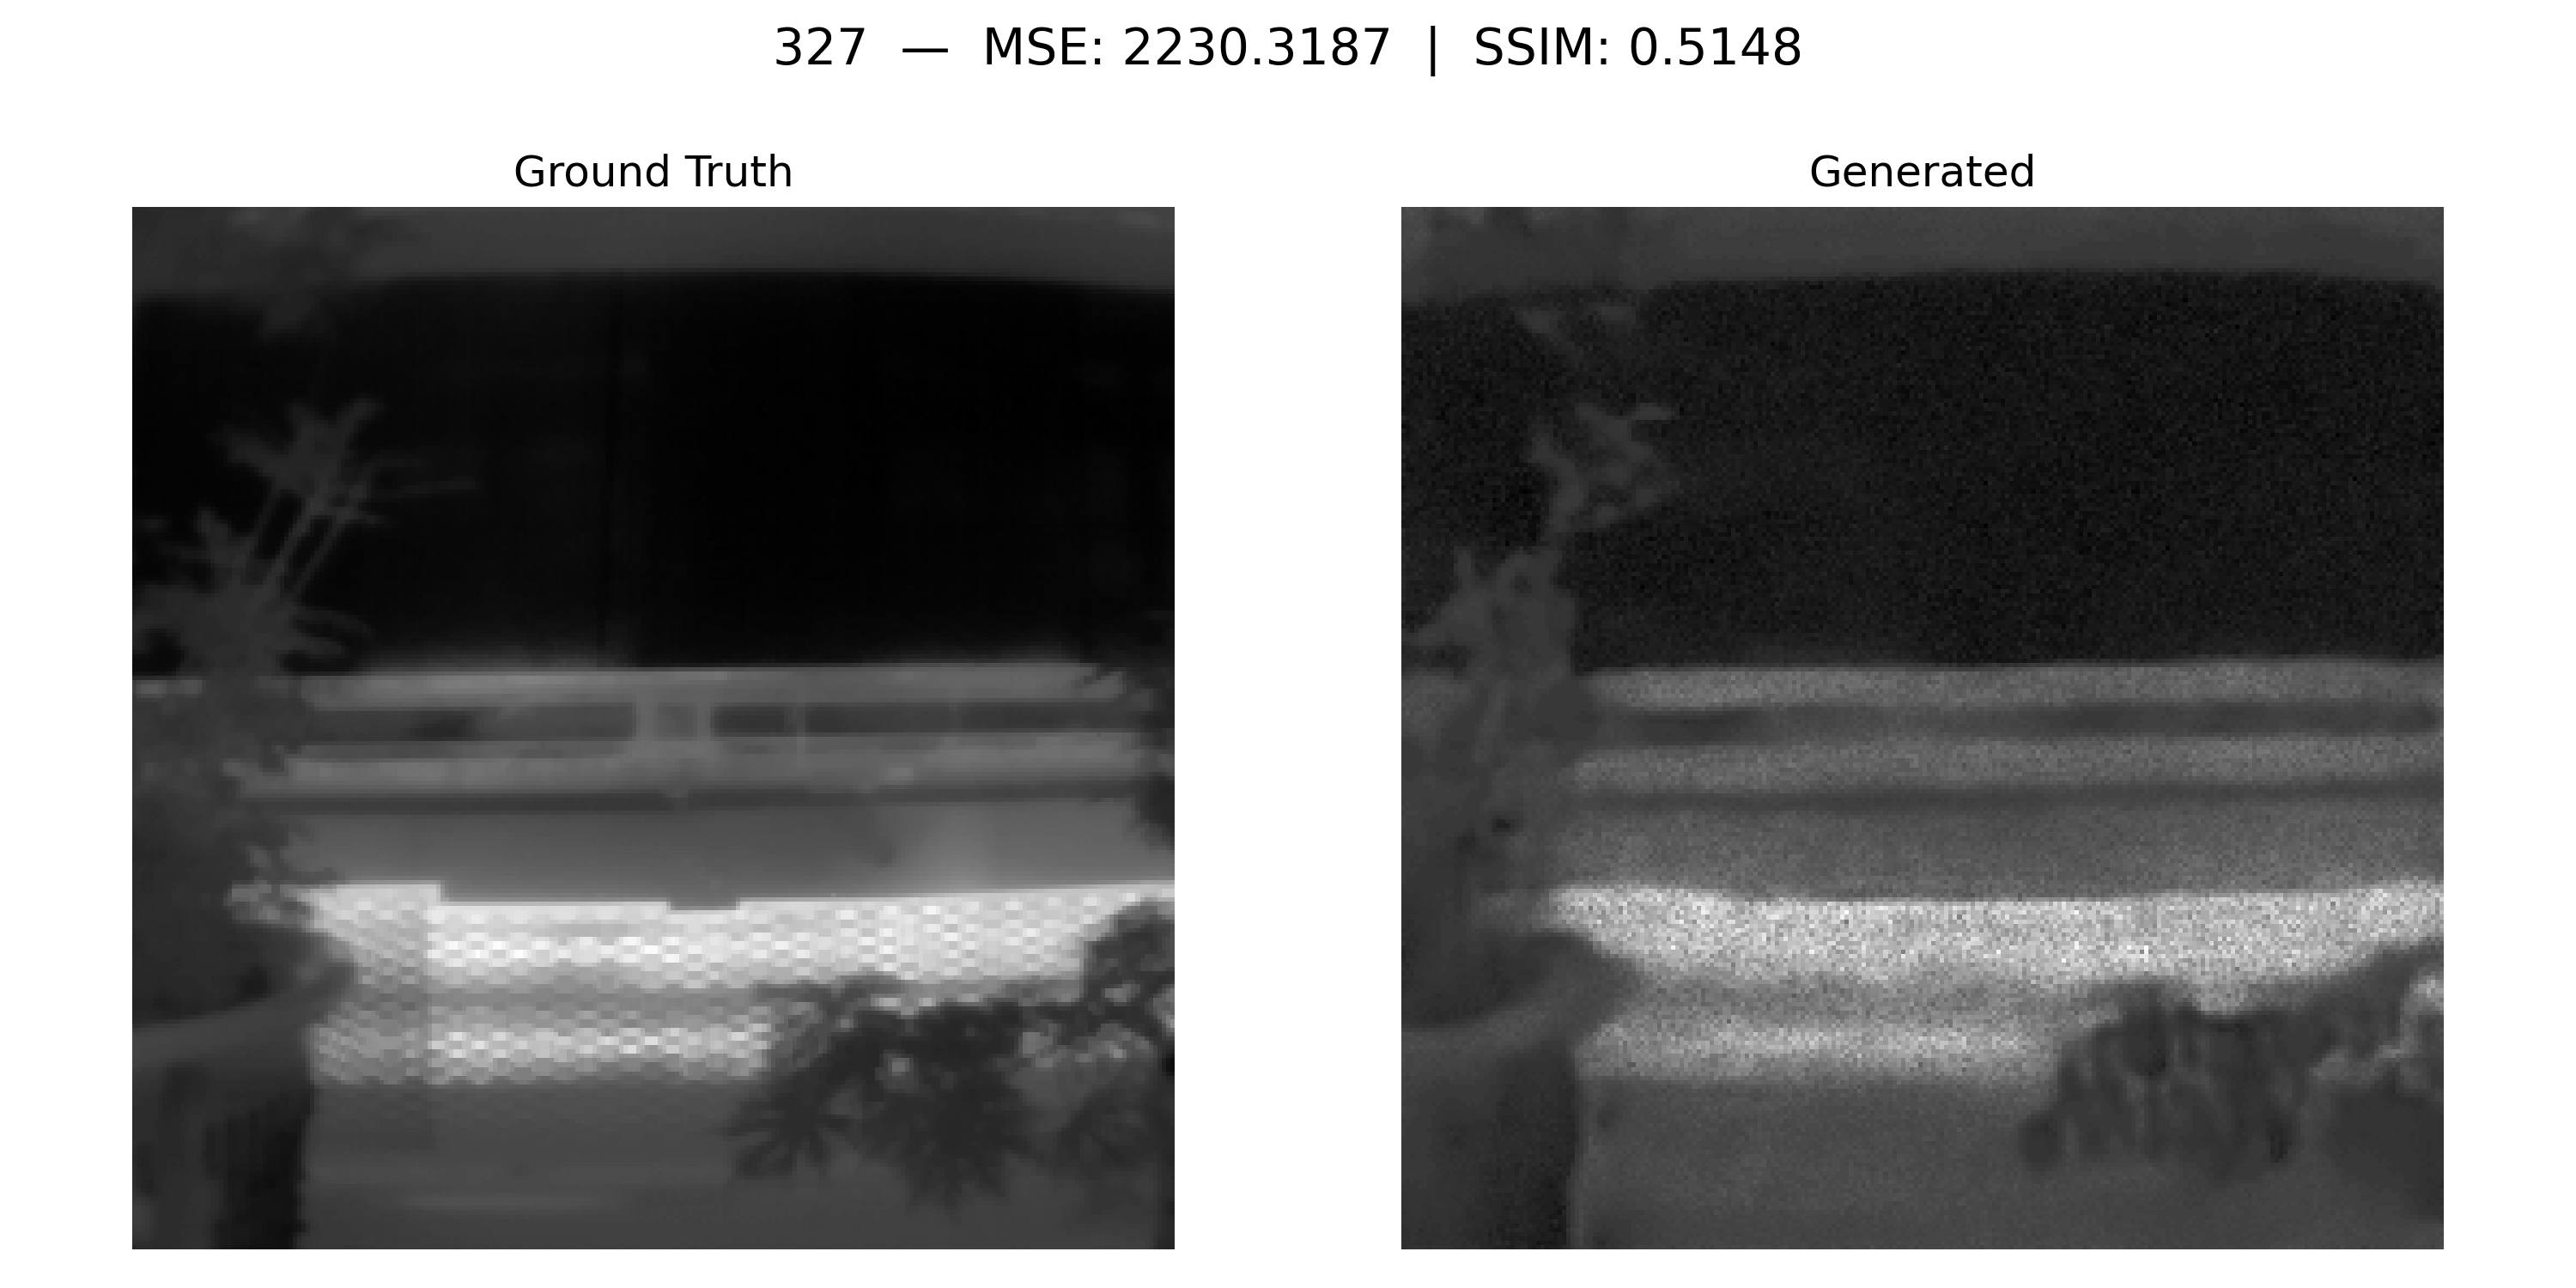 327 — MSE: 2230.3187 | SSIM: 0.5148
Ground Truth
Generated